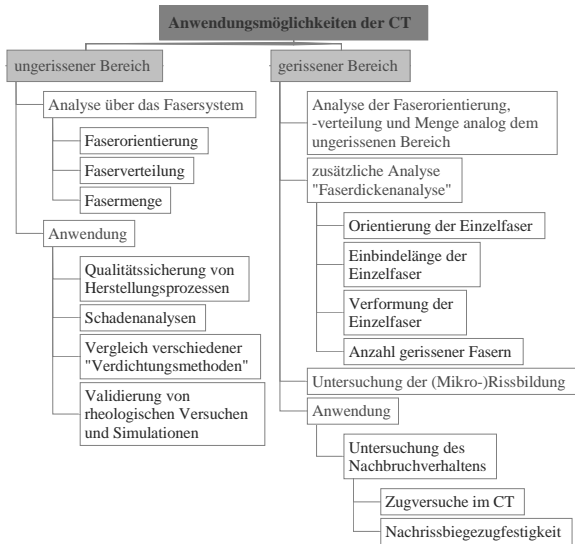 Anwendungsmöglichkeiten der CT
ungerissener Bereich
Analyse über das Fasersystem
Faserorientierung
Faserverteilung
Fasermenge
Anwendung
Qualitätssicherung von
Herstellungsprozessen
Schadenanalysen
Vergleich verschiedener
"Verdichtungsmethoden"
Validierung von
rheologischen Versuchen
und Simulationen
gerissener Bereich
Analyse der Faserorientierung,
-verteilung und Menge analog dem
ungerissenen Bereich
zusätzliche Analyse
"Faserdickenanalyse"
Orientierung der Einzelfaser
Einbindelänge der
Einzelfaser
Verformung der
Einzelfaser
Anzahl gerissener Fasern
Untersuchung der (Mikro-)Rissbildung
Anwendung
Untersuchung des
Nachbruchverhaltens
Zugversuche im CT
Nachrissbiegezugfestigkeit